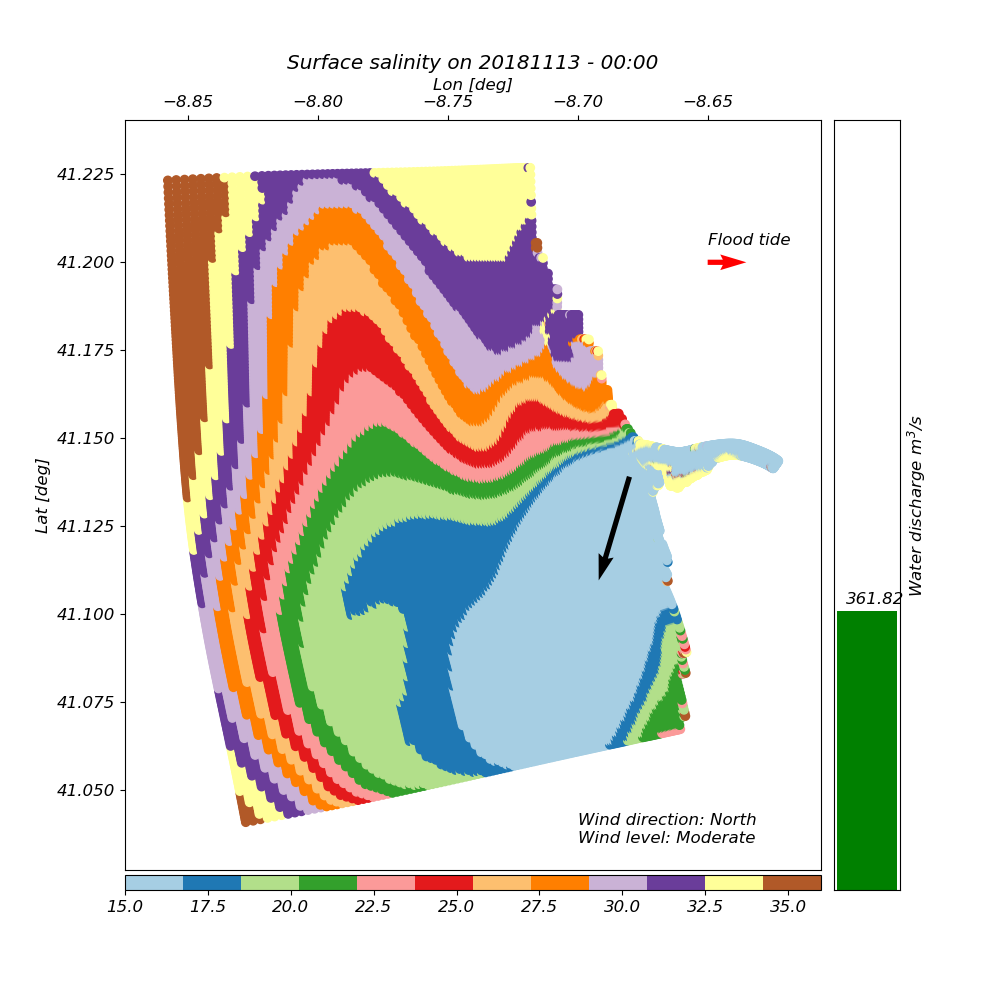 Surface salinity on 20181113 - 00:00
Lon [deg]
−8.85 −8.80 −8.75 −8.70 −8.65
41.225
41.200
41.175
41.150
41.125
41.100
41.075
41.050
Lat [deg]
Flood tide
Wind direction: North
Wind level: Moderate
15.0 17.5 20.0 22.5 25.0 27.5 30.0 32.5 35.0
361.82
Water discharge m³/s